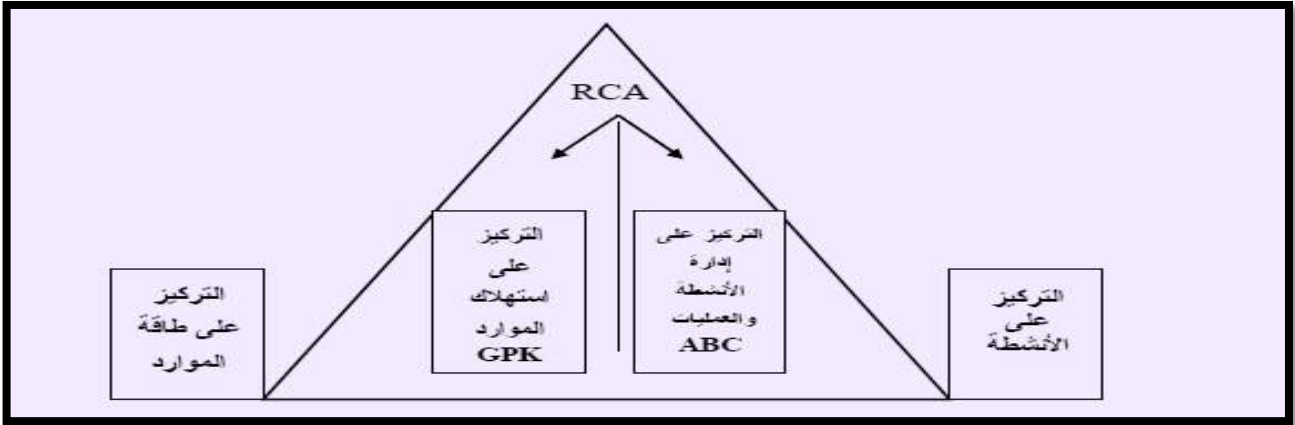 RCA
التركيز على
إدارة
الأنشطة
والعمليات
ABC
التركيز
على
استهلاك
الموارد
GPK
التركيز
على
الأنشطة
التركيز
على طاقة
الموارد